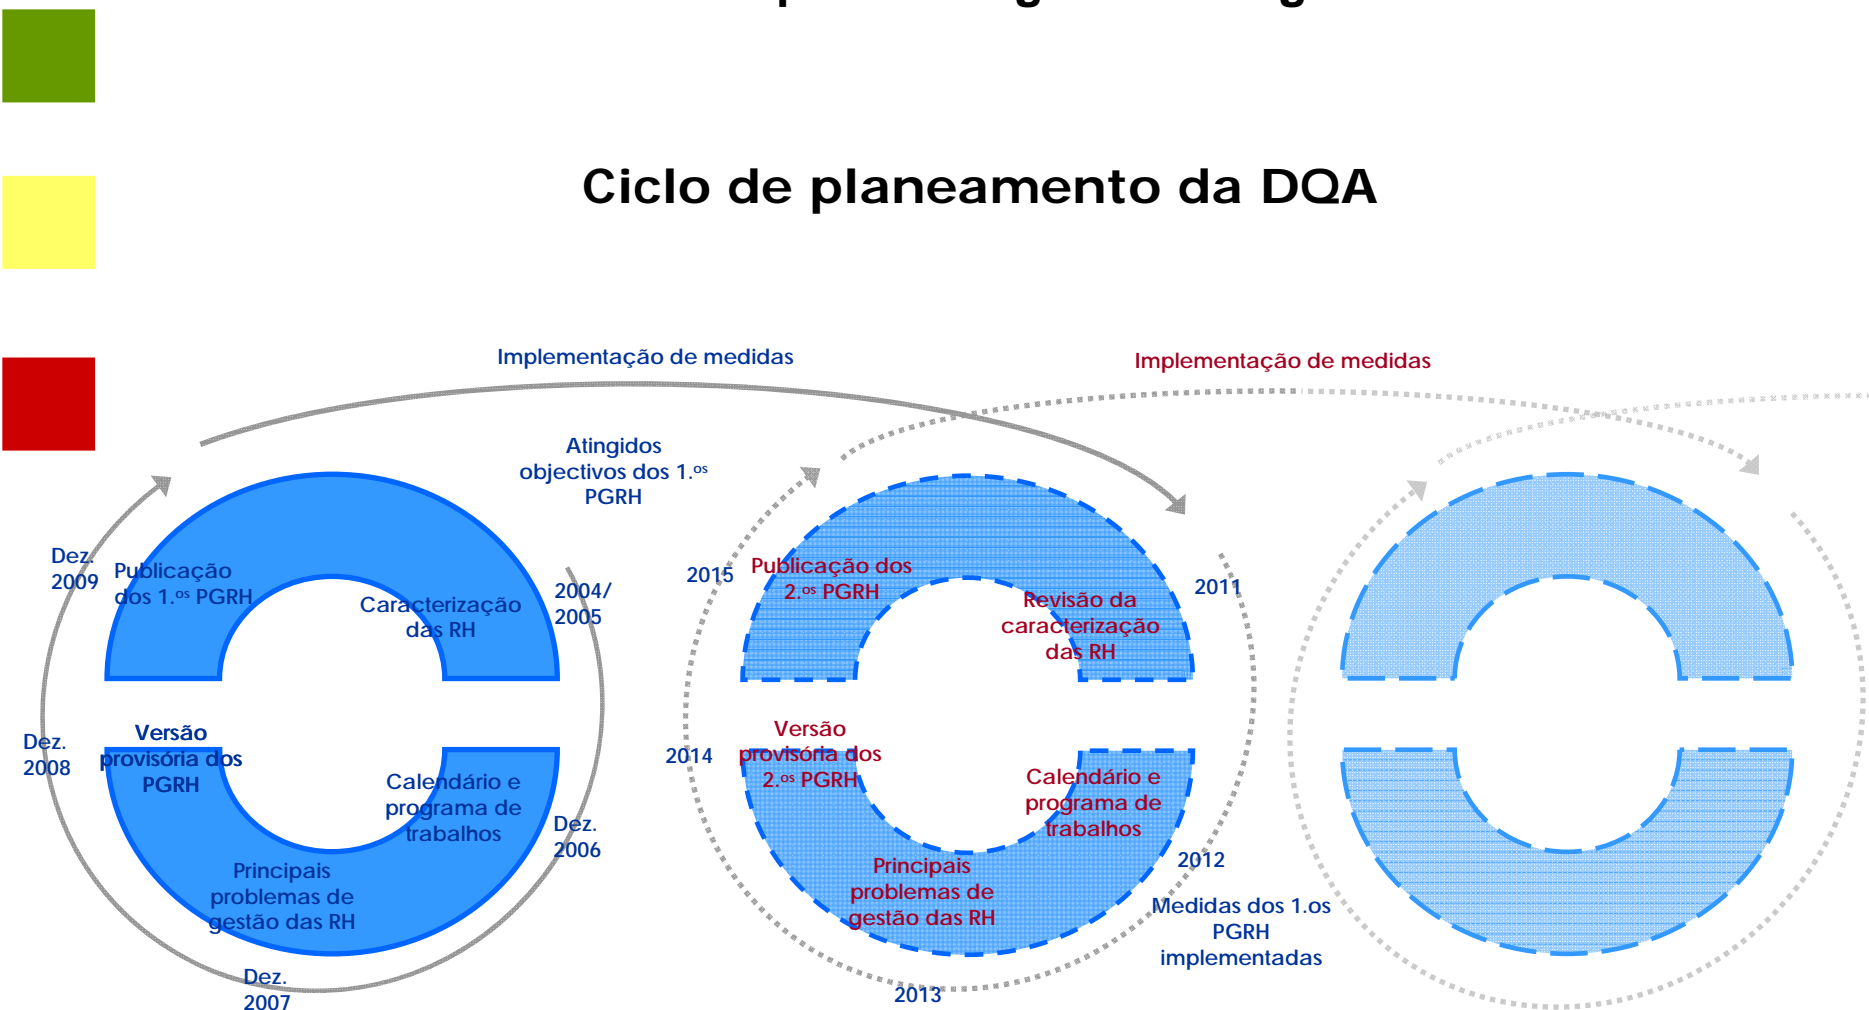 Ciclo de planeamento da DQA
Implementação de medidas
Implementação de medidas
Atingidos
objectivos dos 1.ºˢ
PGRH
Dez.
2009
Publicação
dos 1.ºˢ PGRH
Caracterização
das RH
2004/
2005
Dez.
2008
Versão
provisória dos
PGRH
Calendário e
programa de
trabalhos
Dez.
2006
Principais
problemas de
gestão das RH
Dez.
2007
2015
Publicação dos
2.ºˢ PGRH
Revisão da
caracterização
das RH
2011
2014
Versão
provisória dos
2.ºˢ PGRH
Calendário e
programa de
trabalhos
2012
Principais
problemas de
gestão das RH
2013
Medidas dos 1.os
PGRH
implementadas